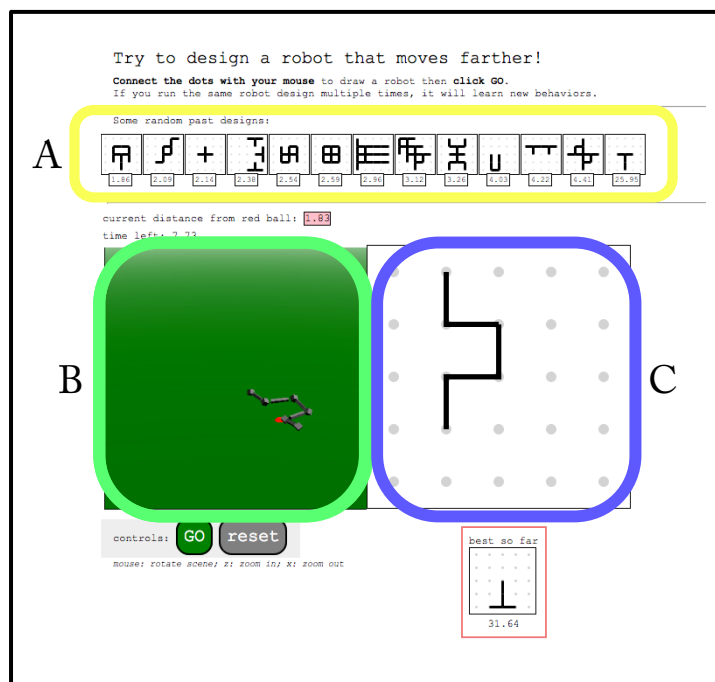 Try to design a robot that moves farther!
Connect the dots with your mouse to draw a robot then click GO.
If you run the same robot design multiple times, it will learn new behaviors.
Some random past designs:
A
1.86 2.09 2.14 2.38 2.54 2.59 2.96 3.12 3.26 4.03 4.22 4.41 25.95
current distance from red ball: 1.83
time left: 7.73
B
C
controls: GO reset
mouse: rotate scene; z: zoom in; x: zoom out
best so far
31.64